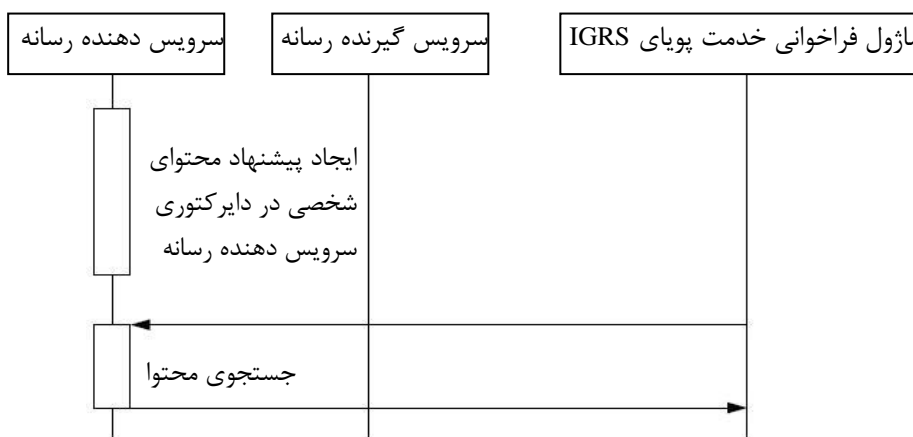 سرویس دهنده رسانه
سرویس گیرنده رسانه
ماژول فراخوانی خدمت پویای IGRS
ایجاد پیشنهاد محتوای
شخصی در دایرکتوری
سرویس دهنده رسانه
جستجوی محتوا